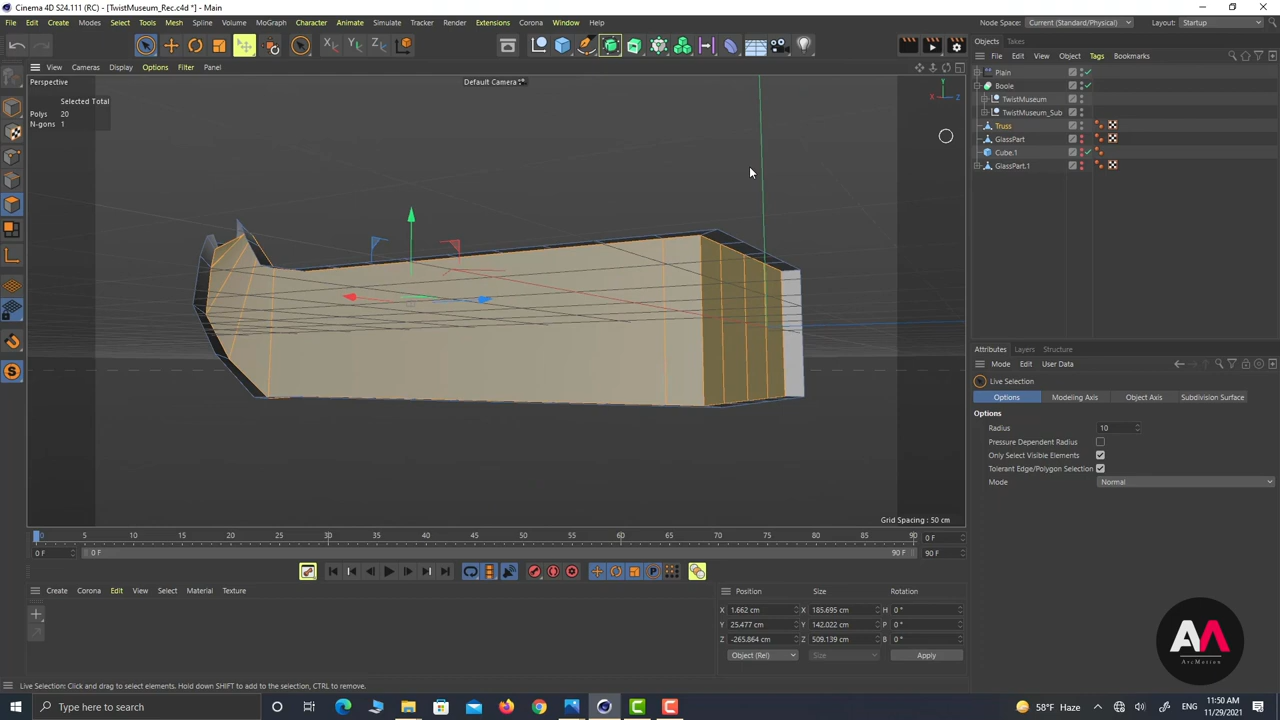 Cinema 4D S24.111 (RC) - [TwistMuseum_Rec.c4d *] - Main
File Edit Create Modes Select Tools Mesh Spline Volume MoGraph Character Animate Simulate Tracker Render Extensions Corona Window Help
Node Space: Current (Standard/Physical) Layout: Startup
X Y Z
Objects Takes
View Cameras Display Options Filter Panel
File Edit View Object Tags Bookmarks
Perspective
Default Camera
Selected Total
Polys 20
N-gons 1
Y
X Z
Plain
Boole
TwistMuseum
TwistMuseum_Sub
Truss
GlassPart
Cube.1
GlassPart.1
Attributes Layers Structure
Mode Edit User Data
Live Selection
Options Modeling Axis Object Axis Subdivision Surface
Options
Radius 10
Pressure Dependent Radius
Only Select Visible Elements
Tolerant Edge/Polygon Selection
Mode Normal
Grid Spacing : 50 cm
0 5 10 15 20 25 30 35 40 45 50 55 60 65 70 75 80 85 90 0 F
0 F 0 F 90 F 90 F
Create Corona Edit View Select Material Texture
Position Size Rotation
X 1.662 cm X 185.695 cm H 0 °
Y 25.477 cm Y 142.022 cm P 0 °
Z -265.864 cm Z 509.139 cm B 0 °
Object (Rel) Size Apply
ArcMotion
Live Selection: Click and drag to select elements. Hold down SHIFT to add to the selection, CTRL to remove.
Type here to search
58°F Haze
11:50 AM
11/29/2021